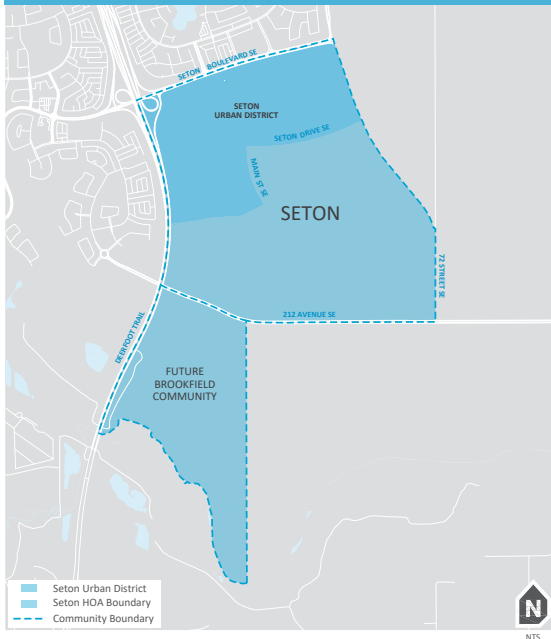 SETON BOULEVARD SE
SETON
URBAN DISTRICT
SETON DRIVE SE
MAIN ST SE
SETON
72 STREET SE
212 AVENUE SE
DEERFOOT TRAIL
FUTURE
BROOKFIELD
COMMUNITY
Seton Urban District
Seton HOA Boundary
Community Boundary
N
NTS